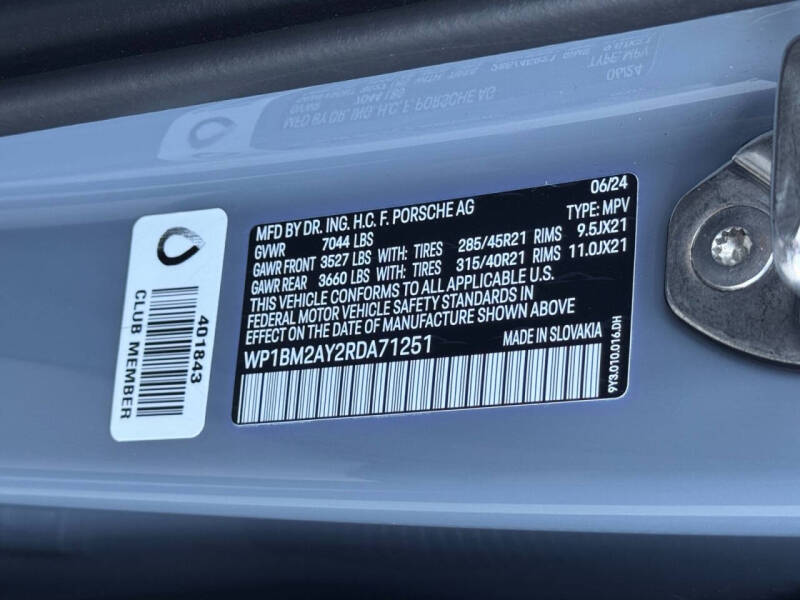 06/24
MFD BY DR. ING. H.C. F. PORSCHE AG
TYPE: MPV
GVWR 7044 LBS
GAWR FRONT 3527 LBS WITH: TIRES 285/45R21 RIMS 9.5JX21
GAWR REAR 3660 LBS WITH: TIRES 315/40R21 RIMS 11.0JX21
THIS VEHICLE CONFORMS TO ALL APPLICABLE U.S.
FEDERAL MOTOR VEHICLE SAFETY STANDARDS IN
EFFECT ON THE DATE OF MANUFACTURE SHOWN ABOVE
WP1BM2AY2RDA71251
MADE IN SLOVAKIA
9Y3.010.016.DH
401843
CLUB MEMBER